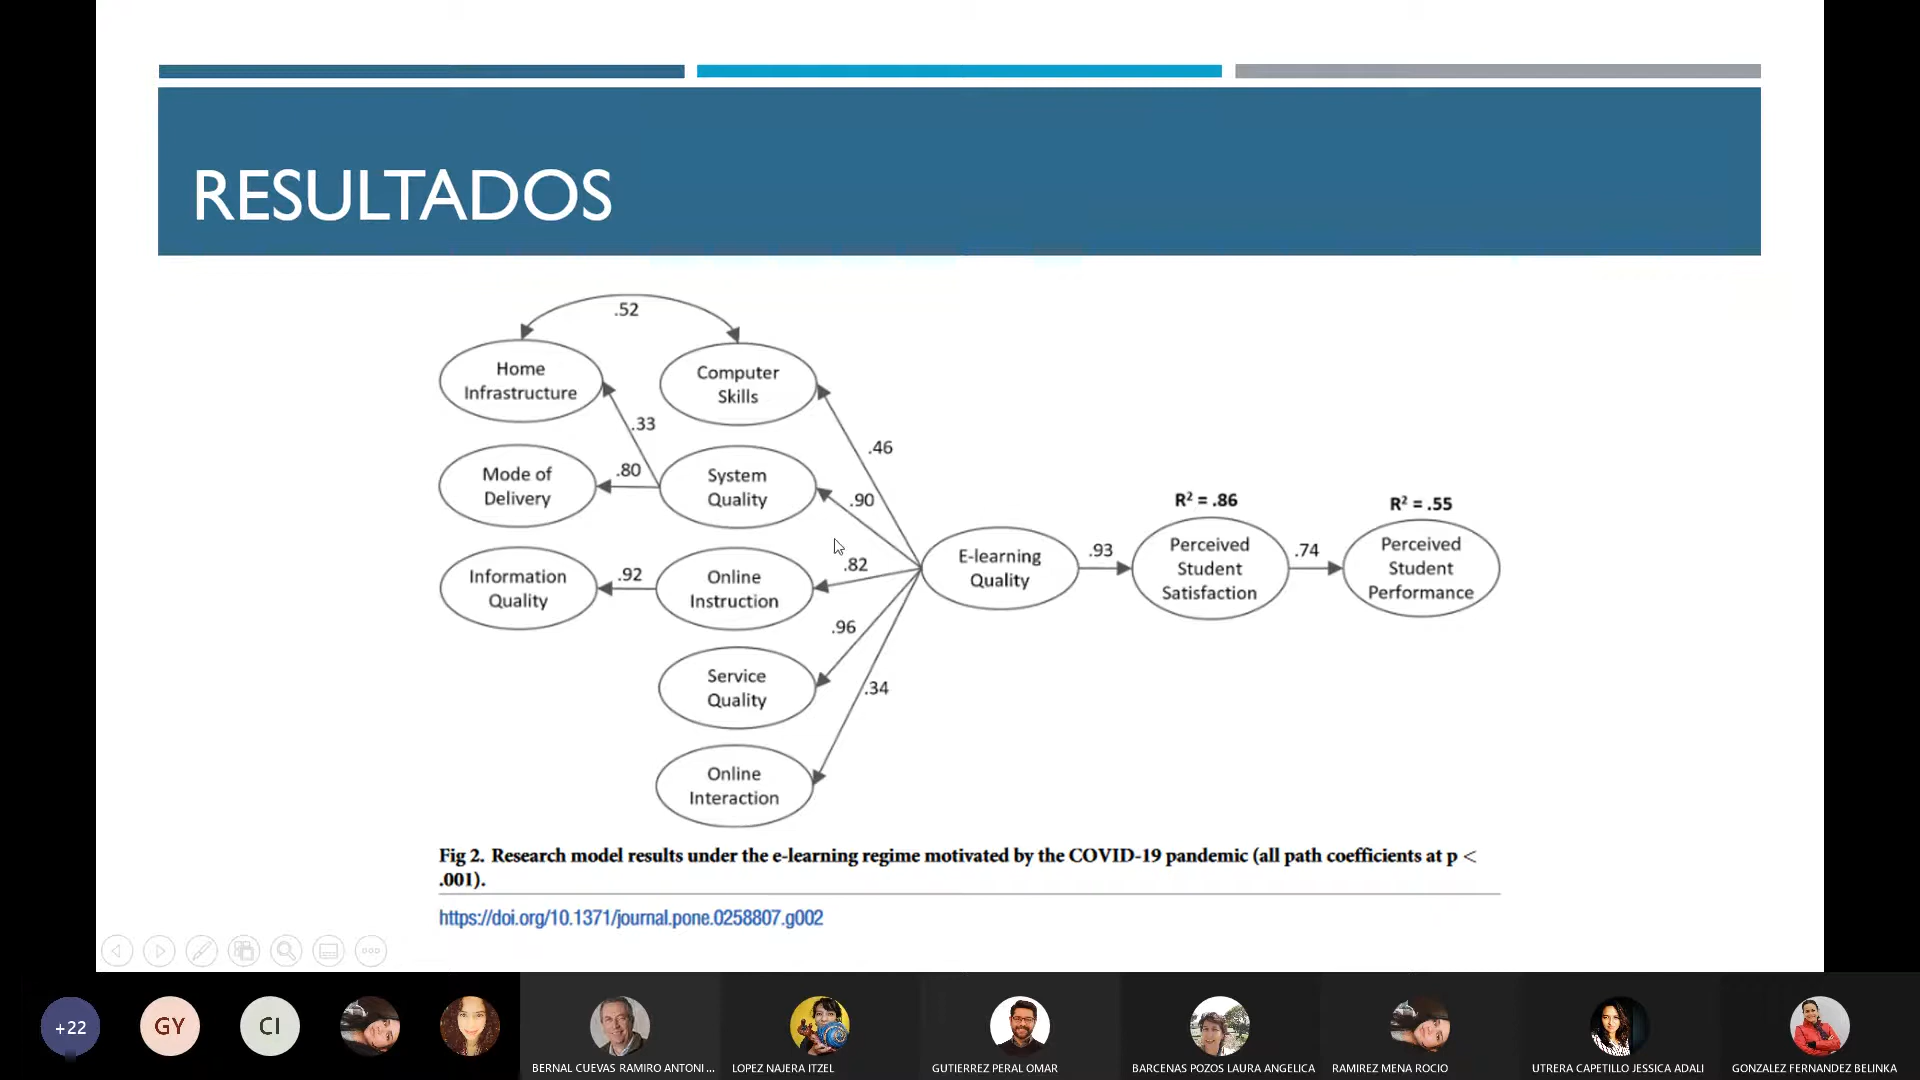 RESULTADOS
.52
Home
Infrastructure
Computer
Skills
.33
.46
Mode of
Delivery
.80
System
Quality
.90
R² = .86
R² = .55
Information
Quality
.92
Online
Instruction
.82
E-learning
Quality
.93
Perceived
Student
Satisfaction
.74
Perceived
Student
Performance
.96
Service
Quality
.34
Online
Interaction
Fig 2. Research model results under the e-learning regime motivated by the COVID-19 pandemic (all path coefficients at p <
.001).
https://doi.org/10.1371/journal.pone.0258807.g002
+22
GY
CI
BERNAL CUEVAS RAMIRO ANTONI...
LOPEZ NAJERA ITZEL
GUTIERREZ PERAL OMAR
BARCENAS POZOS LAURA ANGELICA
RAMIREZ MENA ROCIO
UTRERA CAPETILLO JESSICA ADALI
GONZALEZ FERNANDEZ BELINKA